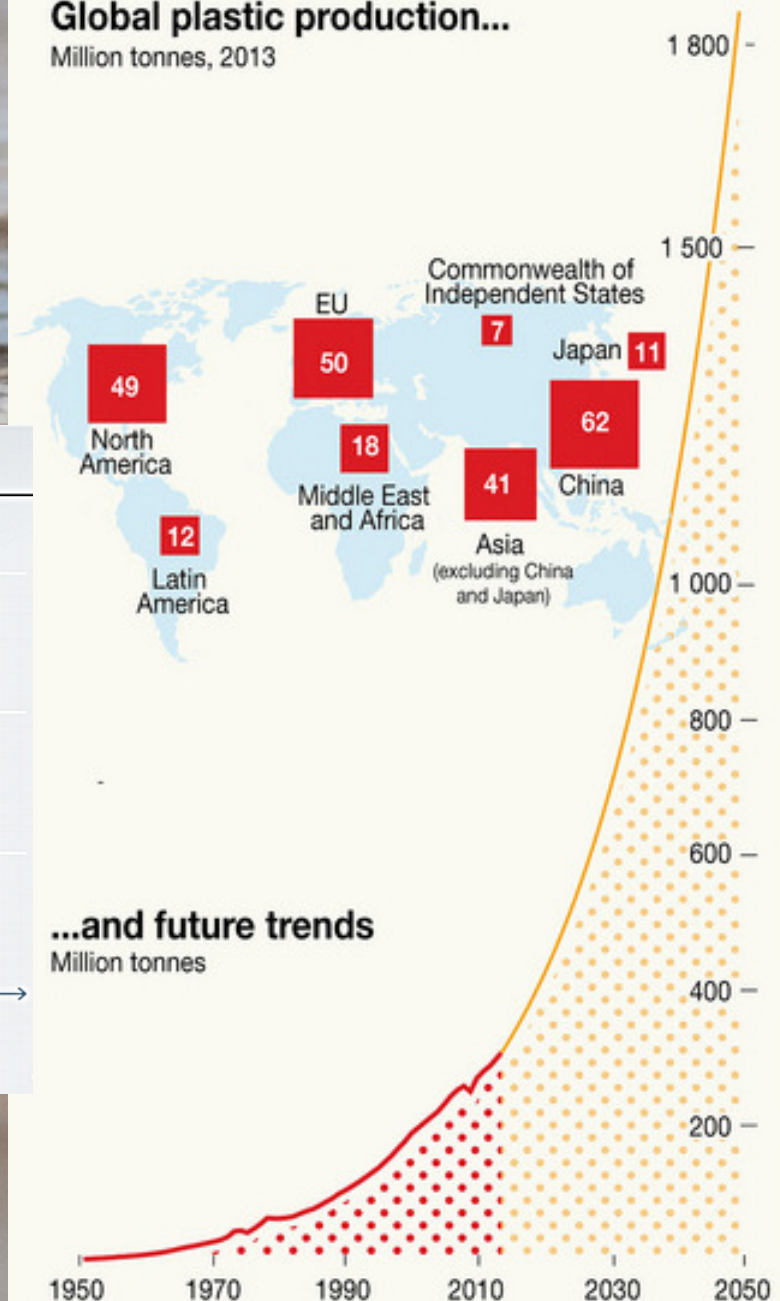 Global plastic production...
Million tonnes, 2013
1 800
1 500
Commonwealth of
Independent States
7
EU
50
Japan 11
49
North
America
62
China
18
Middle East
and Africa
41
Asia
(excluding China
and Japan)
12
Latin
America
1 000
800
600
...and future trends
Million tonnes
400
200
1950 1970 1990 2010 2030 2050